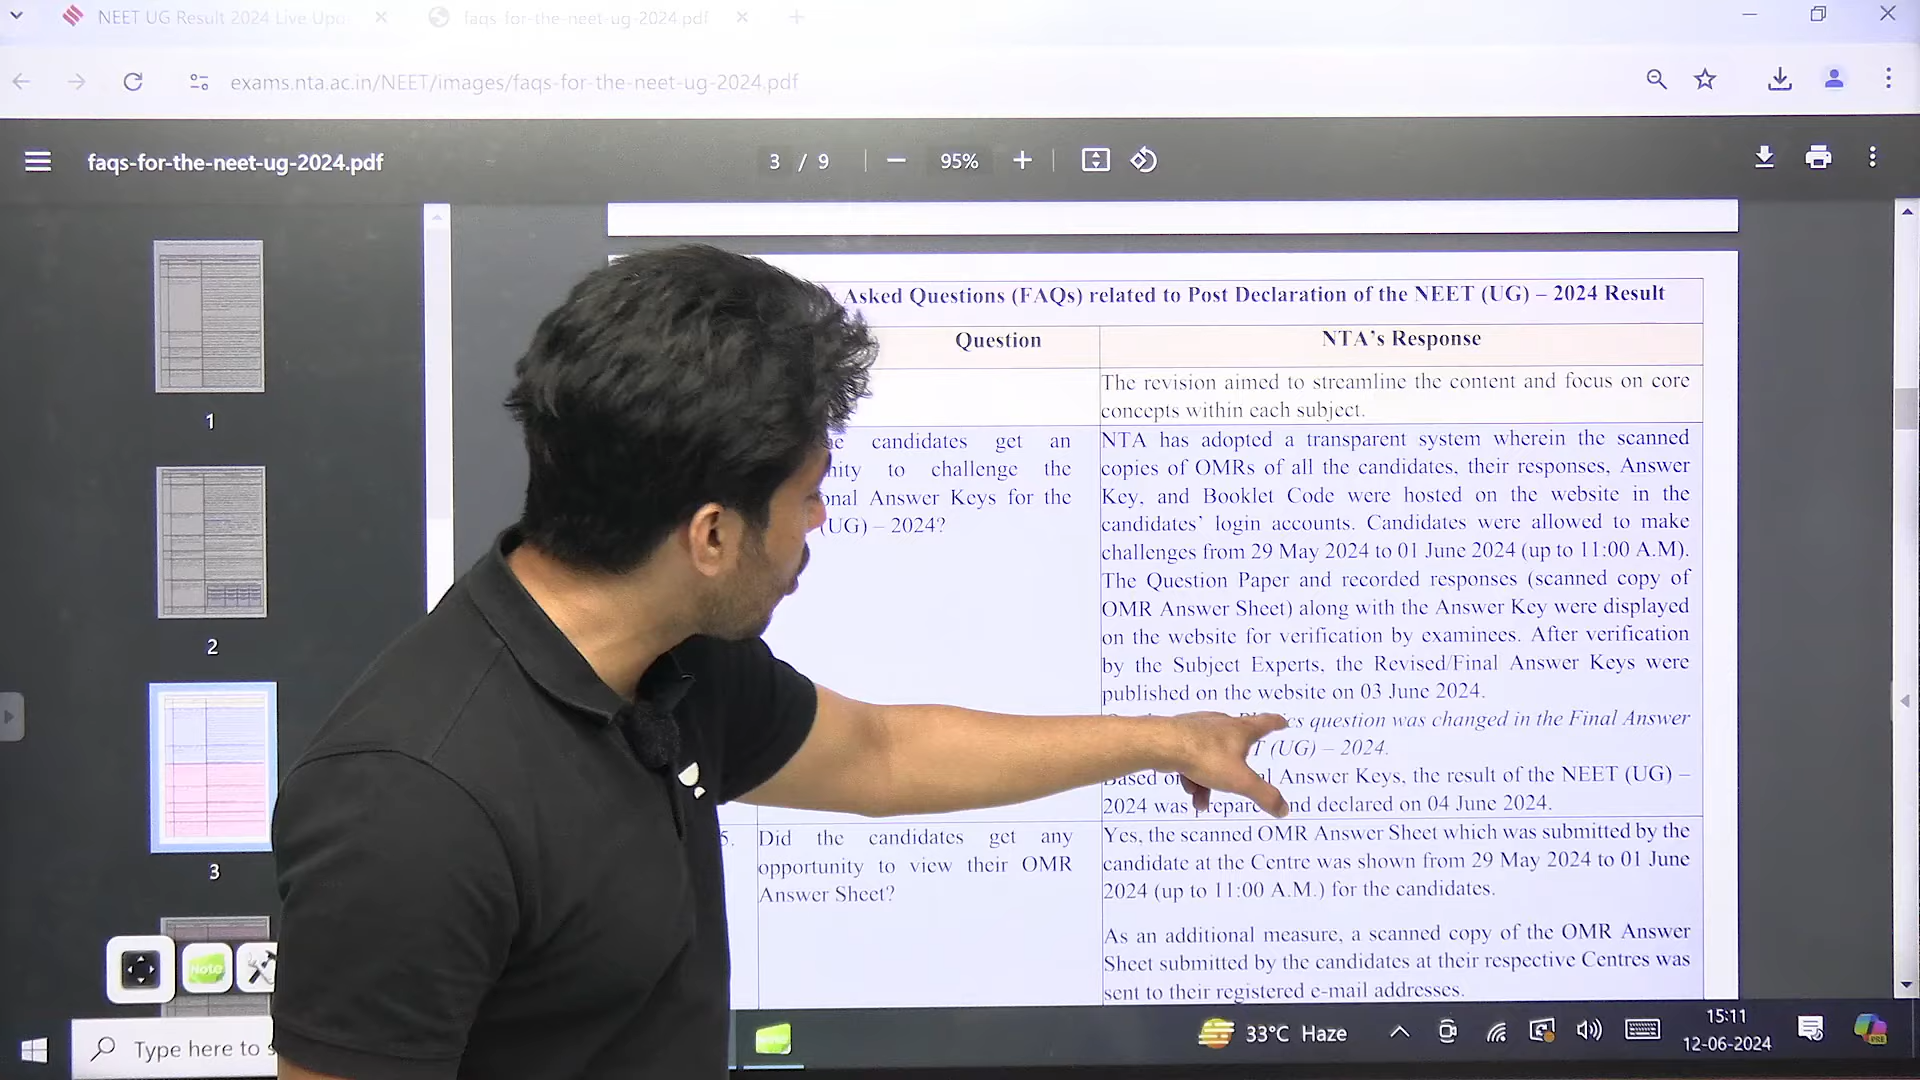 NEET UG Result 2024 Live Upd
faqs-for-the-neet-ug-2024.pdf
exams.nta.ac.in/NEET/images/faqs-for-the-neet-ug-2024.pdf
faqs-for-the-neet-ug-2024.pdf
3 / 9
95%
1
2
3
Asked Questions (FAQs) related to Post Declaration of the NEET (UG) – 2024 Result
Question
NTA's Response
The revision aimed to streamline the content and focus on core
concepts within each subject.
candidates get an
to challenge the
Answer Keys for the
(UG) – 2024?
NTA has adopted a transparent system wherein the scanned
copies of OMRs of all the candidates, their responses, Answer
Key, and Booklet Code were hosted on the website in the
candidates' login accounts. Candidates were allowed to make
challenges from 29 May 2024 to 01 June 2024 (up to 11:00 A.M).
The Question Paper and recorded responses (scanned copy of
OMR Answer Sheet) along with the Answer Key were displayed
on the website for verification by examinees. After verification
by the Subject Experts, the Revised/Final Answer Keys were
published on the website on 03 June 2024.
question was changed in the Final Answer
(UG) – 2024.
Based Answer Keys, the result of the NEET (UG) –
2024 was declared on 04 June 2024.
5.
Did the candidates get any
opportunity to view their OMR
Answer Sheet?
Yes, the scanned OMR Answer Sheet which was submitted by the
candidate at the Centre was shown from 29 May 2024 to 01 June
2024 (up to 11:00 A.M.) for the candidates.
As an additional measure, a scanned copy of the OMR Answer
Sheet submitted by the candidates at their respective Centres was
sent to their registered e-mail addresses.
Note
Type here to s
33°C Haze
15:11
12-06-2024